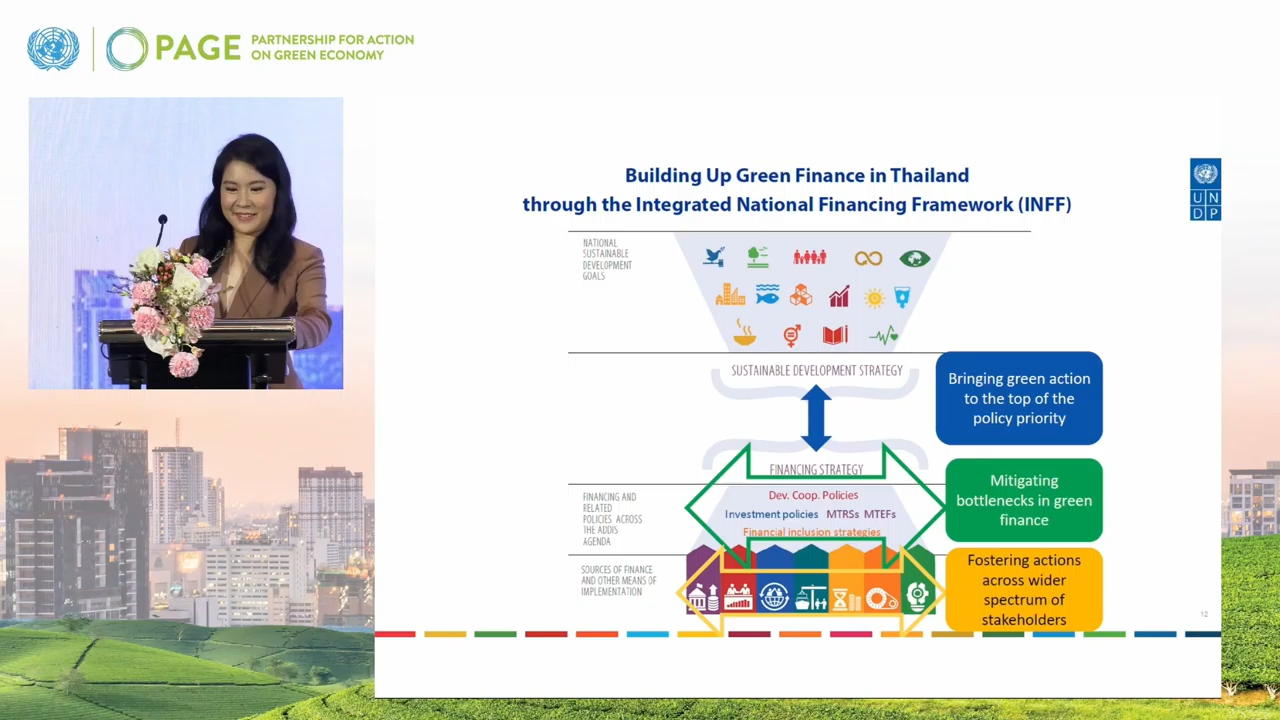 PAGE
PARTNERSHIP FOR ACTION
ON GREEN ECONOMY
Building Up Green Finance in Thailand
through the Integrated National Financing Framework (INFF)
U N
D P
NATIONAL
SUSTAINABLE
DEVELOPMENT
GOALS
SUSTAINABLE DEVELOPMENT STRATEGY
Bringing green action
to the top of the
policy priority
FINANCING STRATEGY
Mitigating
bottlenecks in green
finance
FINANCING AND
RELATED
POLICIES ACROSS
THE ADDIS
AGENDA
Dev. Coop. Policies
Investment policies MTRSs MTEFs
Financial inclusion strategies
SOURCES OF FINANCE
AND OTHER MEANS OF
IMPLEMENTATION
Fostering actions
across wider
spectrum of
stakeholders
12